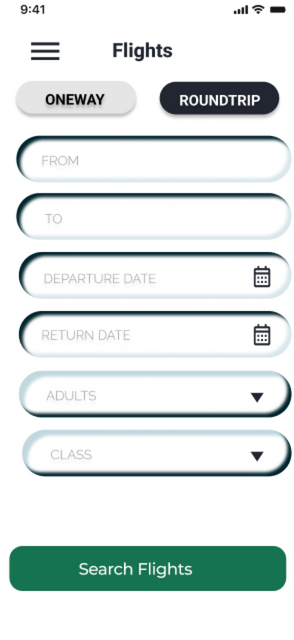 9:41
Flights
ONEWAY ROUNDTRIP
FROM
TO
DEPARTURE DATE
RETURN DATE
ADULTS
CLASS
Search Flights